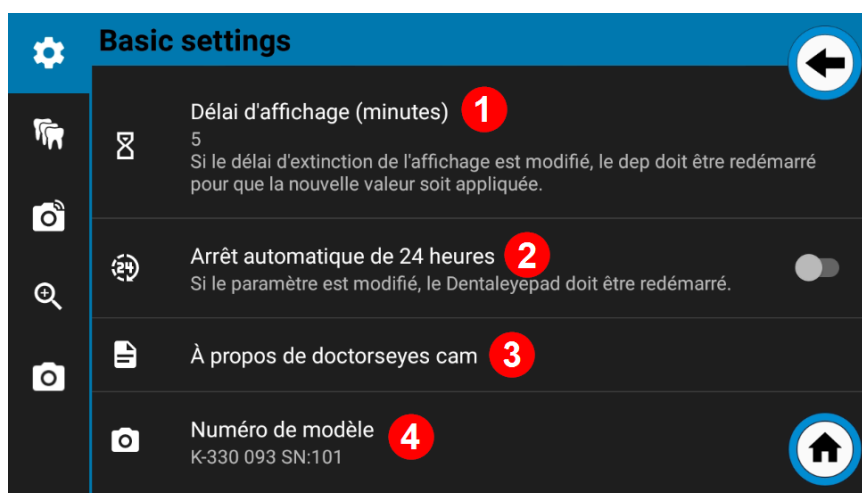 Basic settings
Délai d'affichage (minutes) 1
5
Si le délai d'extinction de l'affichage est modifié, le dep doit être redémarré
pour que la nouvelle valeur soit appliquée.
24
Arrêt automatique de 24 heures 2
Si le paramètre est modifié, le Dentaleyepad doit être redémarré.
À propos de doctorseyes cam 3
Numéro de modèle 4
K-330 093 SN:101